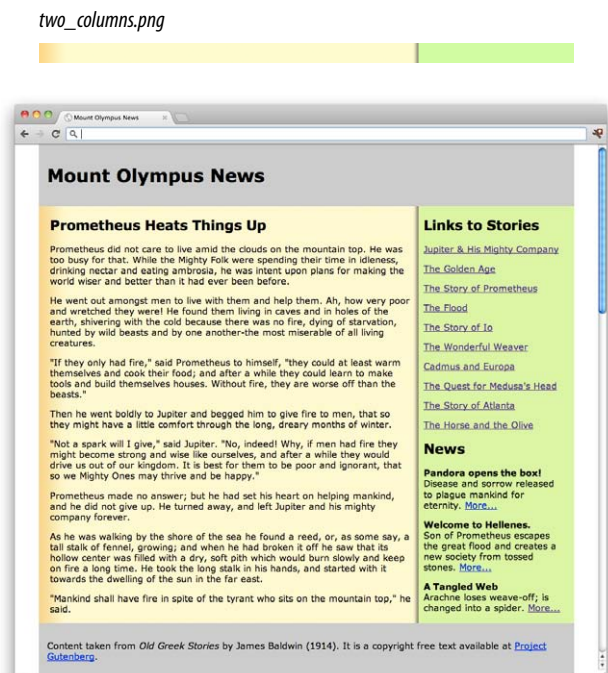 two_columns.png
Mount Olympus News
Mount Olympus News
Prometheus Heats Things Up
Prometheus did not care to live amid the clouds on the mountain top. He was
too busy for that. While the Mighty Folk were spending their time in idleness,
drinking nectar and eating ambrosia, he was intent upon plans for making the
world wiser and better than it had ever been before.
He went out amongst men to live with them and help them. Ah, how very poor
and wretched they were! He found them living in caves and in holes of the
earth, shivering with the cold because there was no fire, dying of starvation,
hunted by wild beasts and by one another-the most miserable of all living
creatures.
"If they only had fire," said Prometheus to himself, "they could at least warm
themselves and cook their food; and after a while they could learn to make
tools and build themselves houses. Without fire, they are worse off than the
beasts."
Then he went boldly to Jupiter and begged him to give fire to men, that so
they might have a little comfort through the long, dreary months of winter.
"Not a spark will I give," said Jupiter. "No, indeed! Why, if men had fire they
might become strong and wise like ourselves, and after a while they would
drive us out of our kingdom. It is best for them to be poor and ignorant, that
so we Mighty Ones may thrive and be happy."
Prometheus made no answer; but he had set his heart on helping mankind,
and he did not give up. He turned away, and left Jupiter and his mighty
company forever.
As he was walking by the shore of the sea he found a reed, or, as some say, a
tall stalk of fennel, growing; and when he had broken it off he saw that its
hollow center was filled with a dry, soft pith which would burn slowly and keep
on fire a long time. He took the long stalk in his hands, and started with it
towards the dwelling of the sun in the far east.
"Mankind shall have fire in spite of the tyrant who sits on the mountain top," he
said.
Links to Stories
Jupiter & His Mighty Company
The Golden Age
The Story of Prometheus
The Flood
The Story of Io
The Wonderful Weaver
Cadmus and Europa
The Quest for Medusa's Head
The Story of Atlanta
The Horse and the Olive
News
Pandora opens the box!
Disease and sorrow released
to plague mankind for
eternity. More...
Welcome to Hellenes.
Son of Prometheus escapes
the great flood and creates a
new society from tossed
stones. More...
A Tangled Web
Arachne loses weave-off; is
changed into a spider. More...
Content taken from Old Greek Stories by James Baldwin (1914). It is a copyright free text available at Project
Gutenberg.